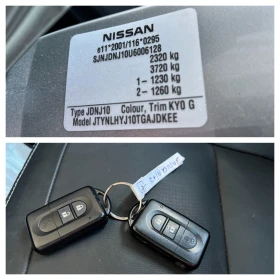 NISSAN
e11*2001/116*0295
SJNJDNJ10U6006128
2320 kg
3720 kg
1- 1230 kg
2- 1260 kg
Type JDNJ10 Colour, Trim KY0 G
Model JTYNLHYJ10TGAJDKEE